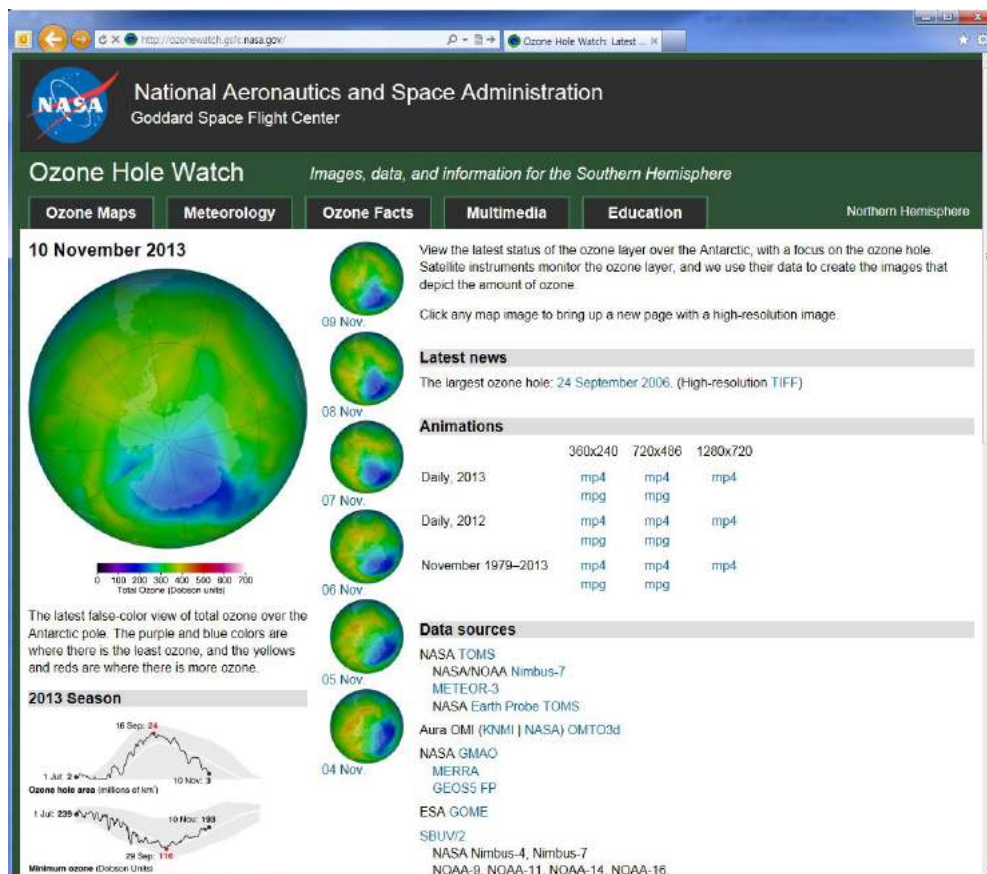 http://ozonewatch.gsfc.nasa.gov/
Ozone Hole Watch: Latest ...
NASA
National Aeronautics and Space Administration
Goddard Space Flight Center
Ozone Hole Watch
Images, data, and information for the Southern Hemisphere
Ozone Maps
Meteorology
Ozone Facts
Multimedia
Education
Northern Hemisphere
10 November 2013
0 100 200 300 400 500 600 700
Total Ozone (Dobson units)
The latest false-color view of total ozone over the
Antarctic pole. The purple and blue colors are
where there is the least ozone, and the yellows
and reds are where there is more ozone.
2013 Season
16 Sep: 24
1 Jul: 2
10 Nov: 3
Ozone hole area (millions of km²)
1 Jul: 239
10 Nov: 193
29 Sep: 116
Minimum ozone (Dobson Units)
09 Nov.
08 Nov.
07 Nov.
06 Nov.
05 Nov.
04 Nov.
View the latest status of the ozone layer over the Antarctic, with a focus on the ozone hole.
Satellite instruments monitor the ozone layer, and we use their data to create the images that
depict the amount of ozone.
Click any map image to bring up a new page with a high-resolution image.
Latest news
The largest ozone hole: 24 September 2006. (High-resolution TIFF)
Animations
360x240 720x486 1280x720
Daily, 2013 mp4 mp4 mp4
mpg mpg
Daily, 2012 mp4 mp4 mp4
mpg mpg
November 1979–2013 mp4 mp4 mp4
mpg mpg
Data sources
NASA TOMS
NASA/NOAA Nimbus-7
METEOR-3
NASA Earth Probe TOMS
Aura OMI (KNMI | NASA) OMTO3d
NASA GMAO
MERRA
GEOS5 FP
ESA GOME
SBUV/2
NASA Nimbus-4, Nimbus-7
NOAA-9, NOAA-11, NOAA-14, NOAA-16